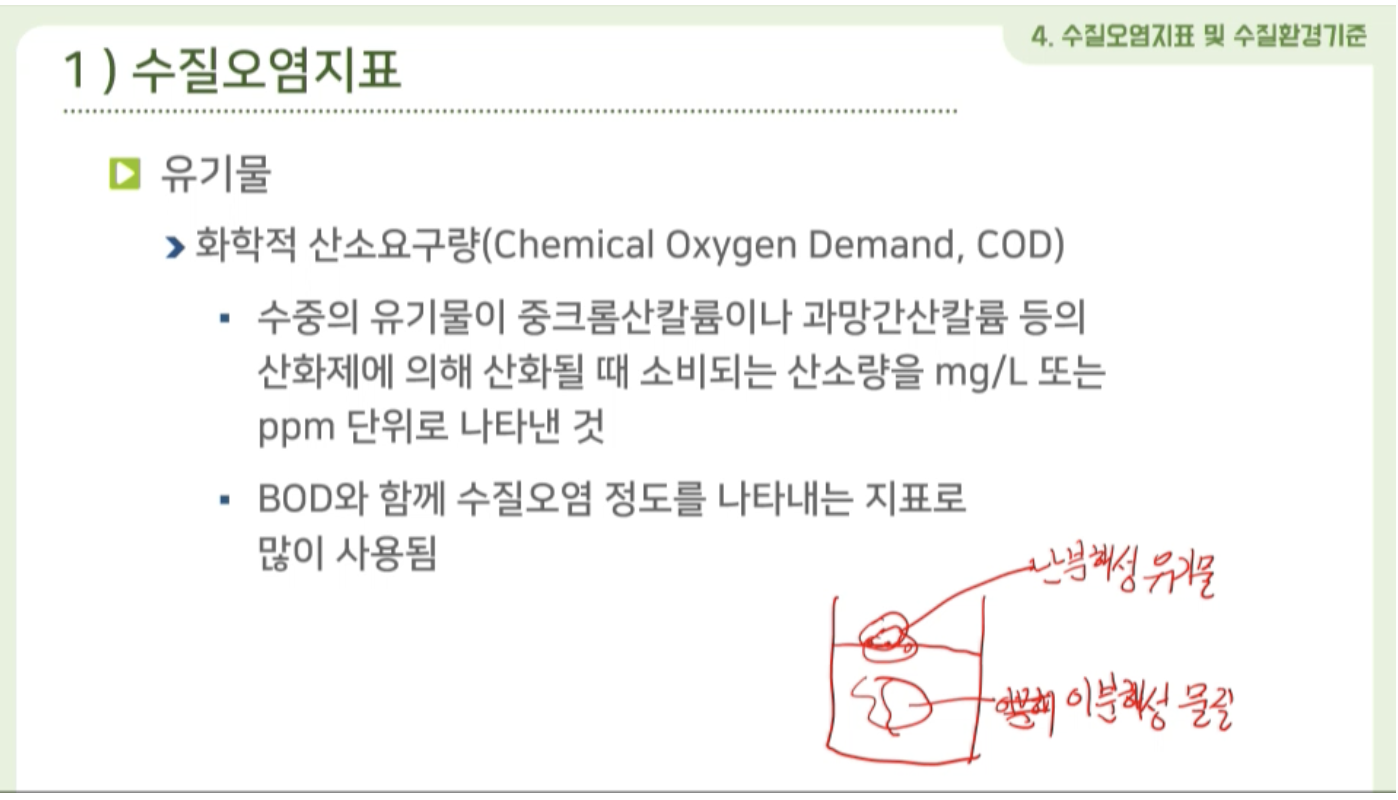 4. 수질오염지표 및 수질환경기준
1 ) 수질오염지표
유기물
화학적 산소요구량(Chemical Oxygen Demand, COD)
수중의 유기물이 중크롬산칼륨이나 과망간산칼륨 등의
산화제에 의해 산화될 때 소비되는 산소량을 mg/L 또는
ppm 단위로 나타낸 것
BOD와 함께 수질오염 정도를 나타내는 지표로
많이 사용됨
난분해성 유기물
이분해성 물질